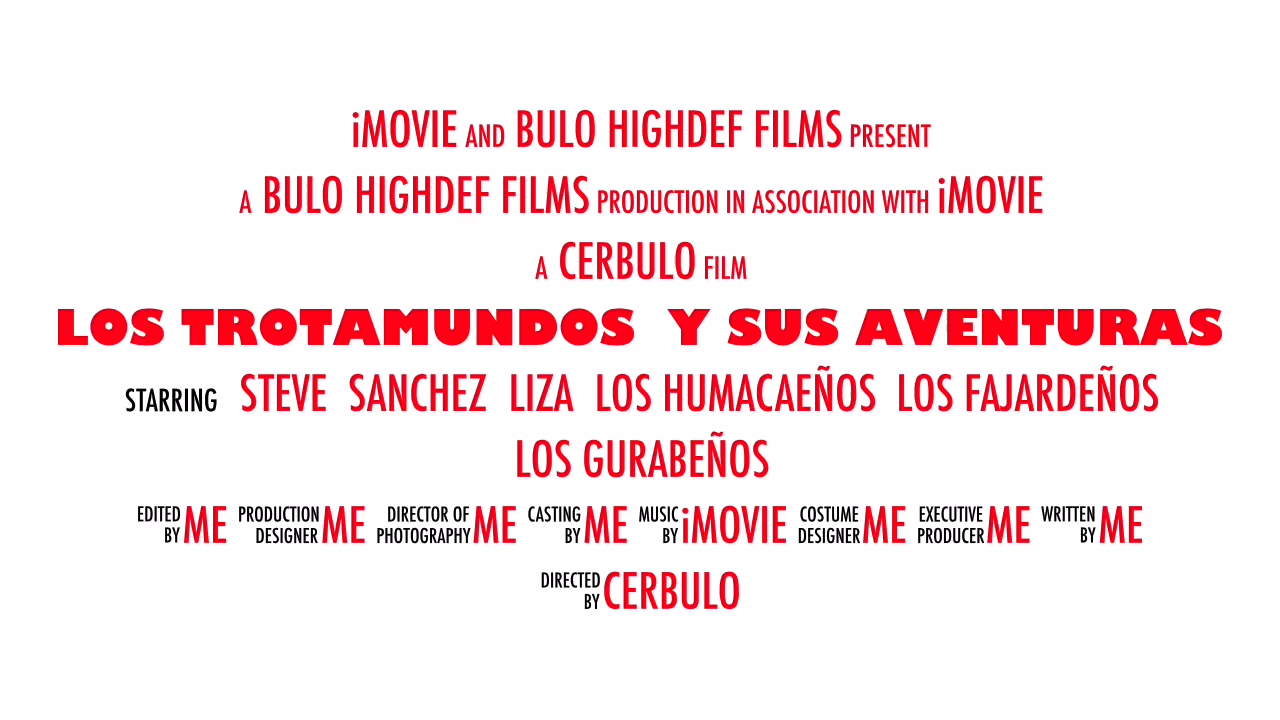 iMOVIE AND BULO HIGHDEF FILMS PRESENT
A BULO HIGHDEF FILMS PRODUCTION IN ASSOCIATION WITH iMOVIE
A CERBULO FILM
LOS TROTAMUNDOS Y SUS AVENTURAS
STARRING STEVE SANCHEZ LIZA LOS HUMACAEÑOS LOS FAJARDEÑOS
LOS GURABEÑOS
EDITED BY ME PRODUCTION DESIGNER ME DIRECTOR OF PHOTOGRAPHY ME CASTING BY ME MUSIC BY iMOVIE COSTUME DESIGNER ME EXECUTIVE PRODUCER ME WRITTEN BY ME
DIRECTED BY CERBULO